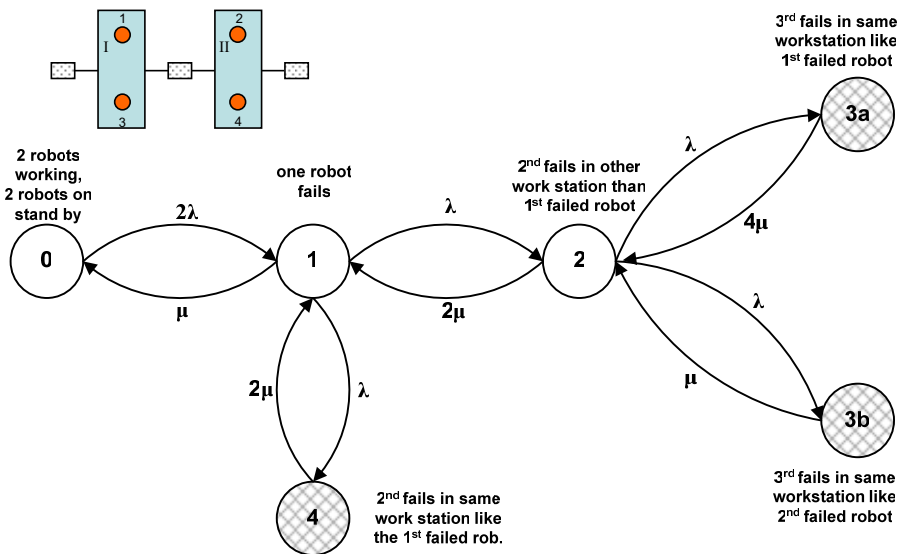 1
2
I
II
3
4
3rd fails in same
workstation like
1st failed robot
3a
2 robots
working,
2 robots on
stand by
one robot
fails
2nd fails in other
work station than
1st failed robot
λ
4μ
2λ
λ
0
1
2
μ
2μ
λ
μ
2μ
λ
3b
4
2nd fails in same
work station like
the 1st failed rob.
3rd fails in same
workstation like
2nd failed robot